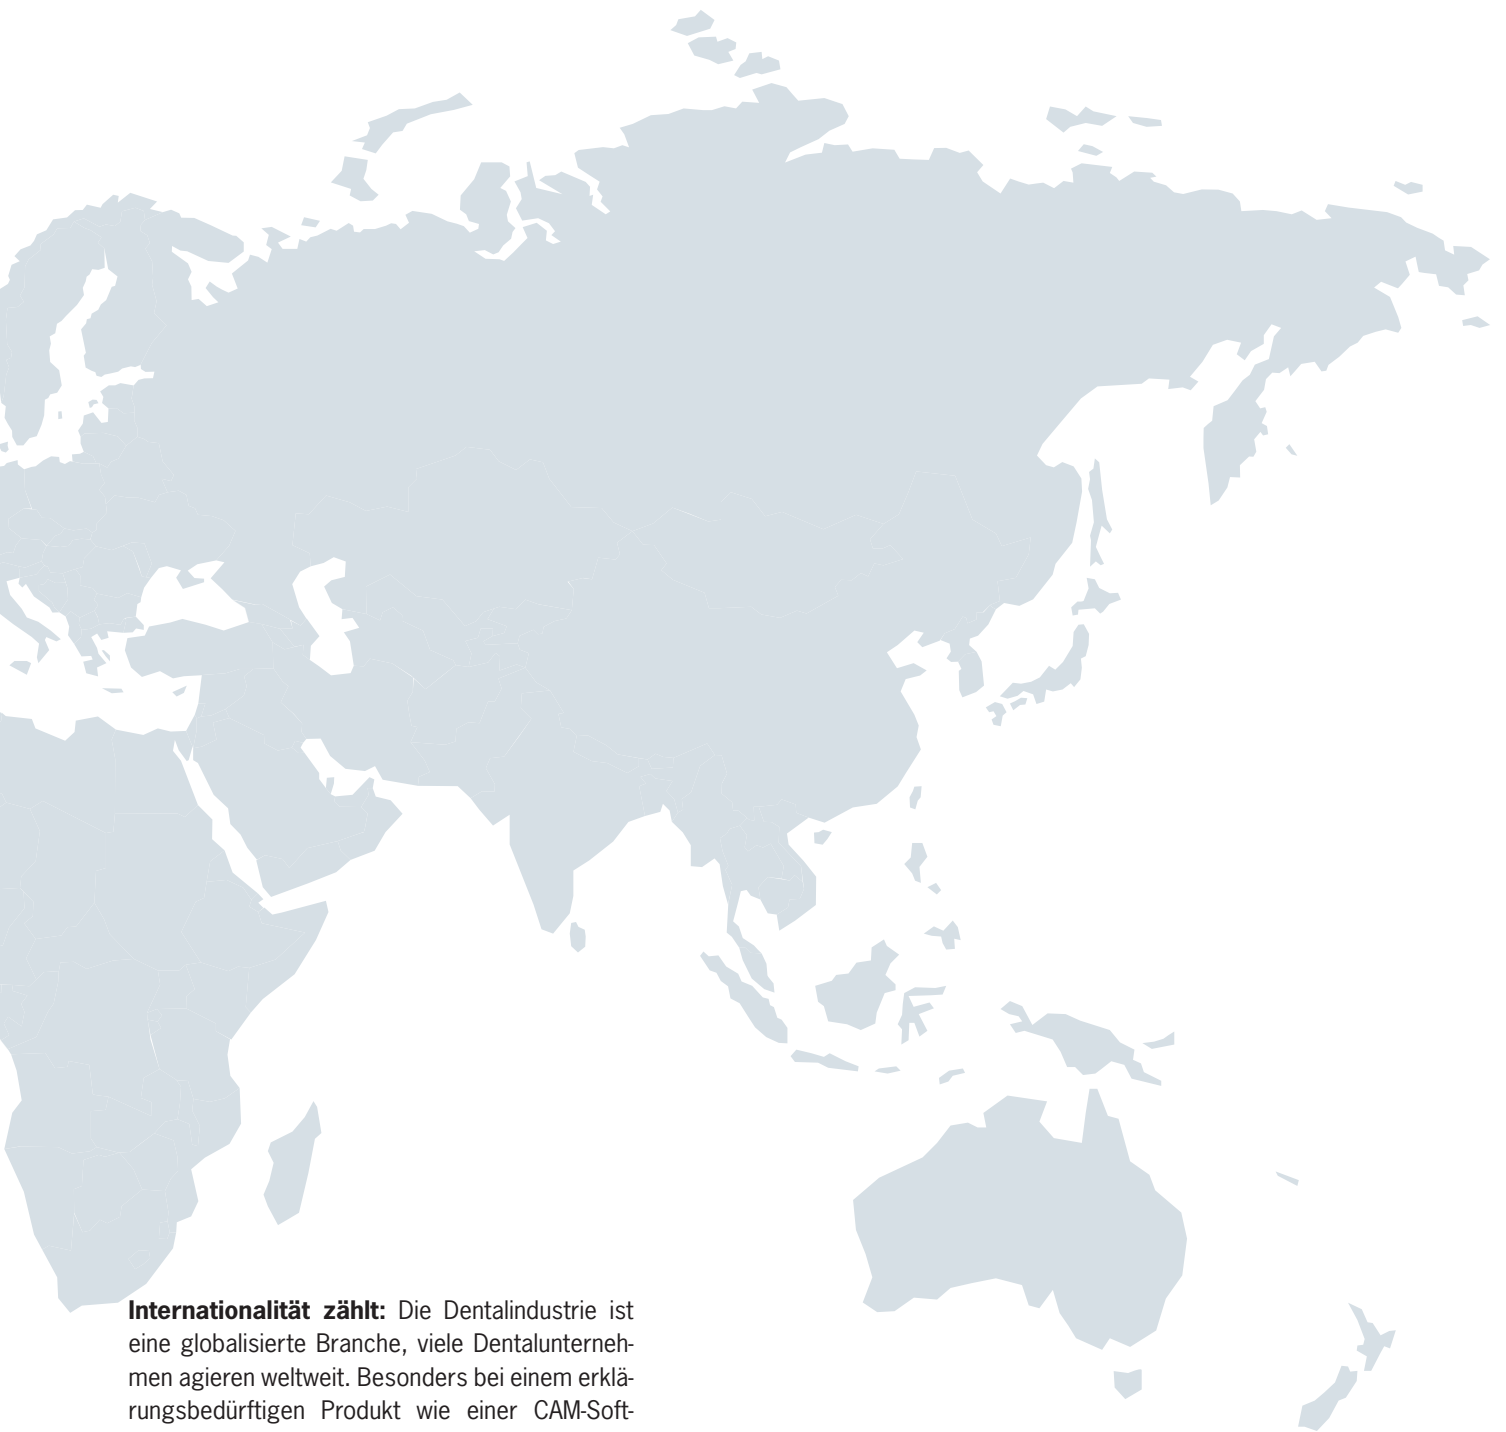 Internationalität zählt: Die Dentalindustrie ist
eine globalisierte Branche, viele Dentalunterneh-
men agieren weltweit. Besonders bei einem erklä-
rungsbedürftigen Produkt wie einer CAM-Soft-